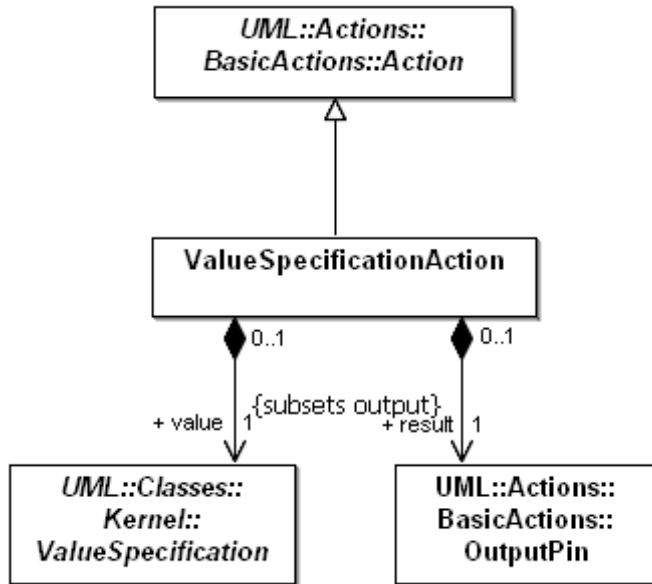 UML::Actions::
BasicActions::Action
ValueSpecificationAction
0..1
0..1
{subsets output}
+ value
1
+ result
1
UML::Classes::
Kernel::
ValueSpecification
UML::Actions::
BasicActions::
OutputPin